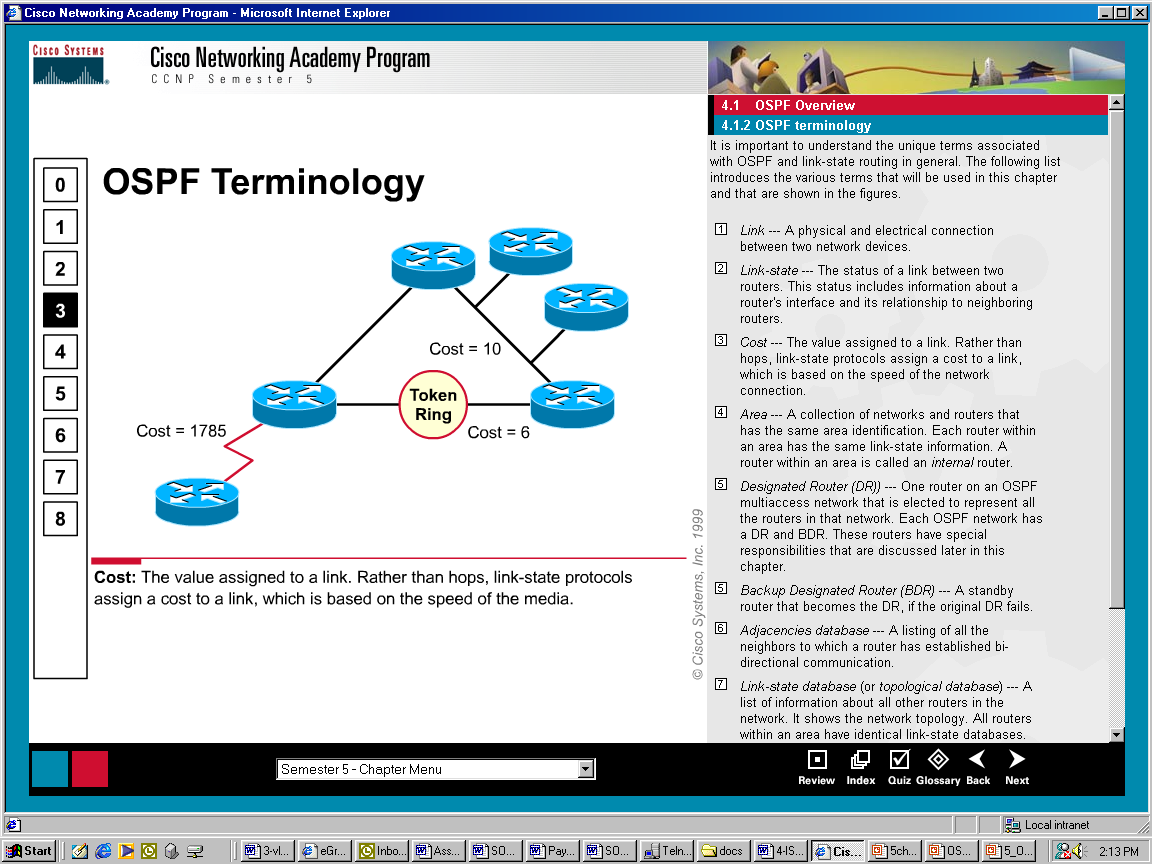 Cisco Networking Academy Program - Microsoft Internet Explorer
CISCO SYSTEMS
Cisco Networking Academy Program
CCNP Semester 5
4.1 OSPF Overview
4.1.2 OSPF terminology
0
1
2
3
4
5
6
7
8
OSPF Terminology
Cost = 10
Token
Ring
Cost = 1785
Cost = 6
Cost: The value assigned to a link. Rather than hops, link-state protocols
assign a cost to a link, which is based on the speed of the media.
© Cisco Systems, Inc. 1999
It is important to understand the unique terms associated
with OSPF and link-state routing in general. The following list
introduces the various terms that will be used in this chapter
and that are shown in the figures.
1 Link --- A physical and electrical connection
between two network devices.
2 Link-state --- The status of a link between two
routers. This status includes information about a
router's interface and its relationship to neighboring
routers.
3 Cost --- The value assigned to a link. Rather than
hops, link-state protocols assign a cost to a link,
which is based on the speed of the network
connection.
4 Area --- A collection of networks and routers that
has the same area identification. Each router within
an area has the same link-state information. A
router within an area is called an internal router.
5 Designated Router (DR)) --- One router on an OSPF
multiaccess network that is elected to represent all
the routers in that network. Each OSPF network has
a DR and BDR. These routers have special
responsibilities that are discussed later in this
chapter.
5 Backup Designated Router (BDR) --- A standby
router that becomes the DR, if the original DR fails.
6 Adjacencies database --- A listing of all the
neighbors to which a router has established bi-
directional communication.
7 Link-state database (or topological database) --- A
list of information about all other routers in the
network. It shows the network topology. All routers
within an area have identical link-state databases.
Semester 5 - Chapter Menu
Review Index Quiz Glossary Back Next
Local intranet
Start 3-vl... eGr... Inbo... Ass... SO... Pay... SO... Teln... docs 4-IS... Cis... 5ch... OS... 5_O... 2:13 PM